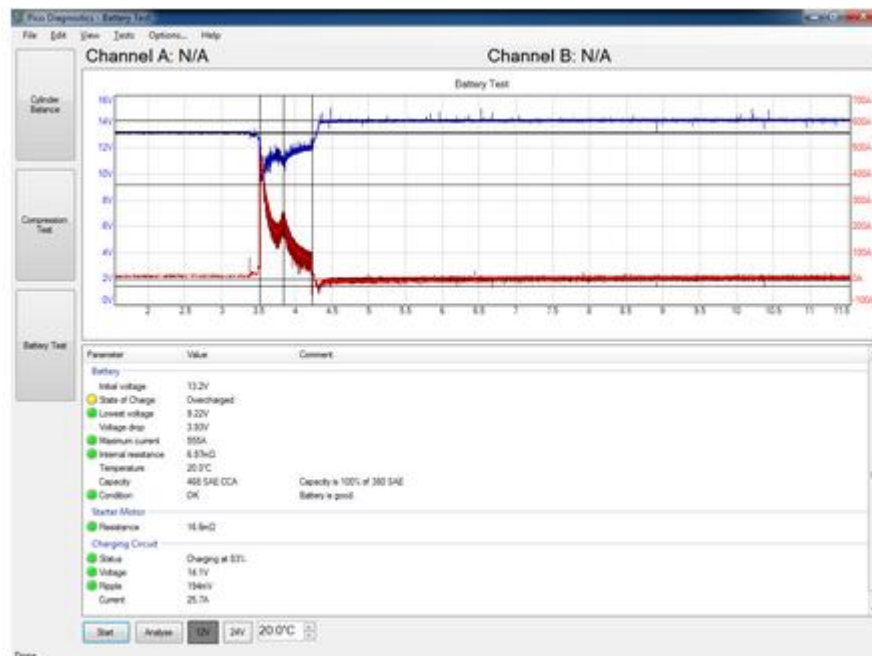 Pico Diagnostics - Battery Test
File Edit View Tests Options... Help
Channel A: N/A Channel B: N/A
Cylinder Balance
Compression Test
Battery Test
Battery Test
16V
14V
12V
10V
8V
6V
4V
2V
0V
700A
600A
500A
400A
300A
200A
100A
0A
-100A
2 2.5 3 3.5 4 4.5 5 5.5 6 6.5 7 7.5 8 8.5 9 9.5 10 10.5 11 11.5
Parameter Value Comment
Battery
Initial voltage 13.2V
State of Charge Overcharged
Lowest voltage 9.22V
Voltage drop 3.93V
Maximum current 555A
Internal resistance 6.97mΩ
Temperature 20.0°C
Capacity 468 SAE CCA Capacity is 100% of 380 SAE
Condition OK Battery is good
Starter Motor
Resistance 16.6mΩ
Charging Circuit
Status Charging at 83%
Voltage 14.1V
Ripple 194mV
Current 25.7A
Start Analyse 12V 24V 20.0°C